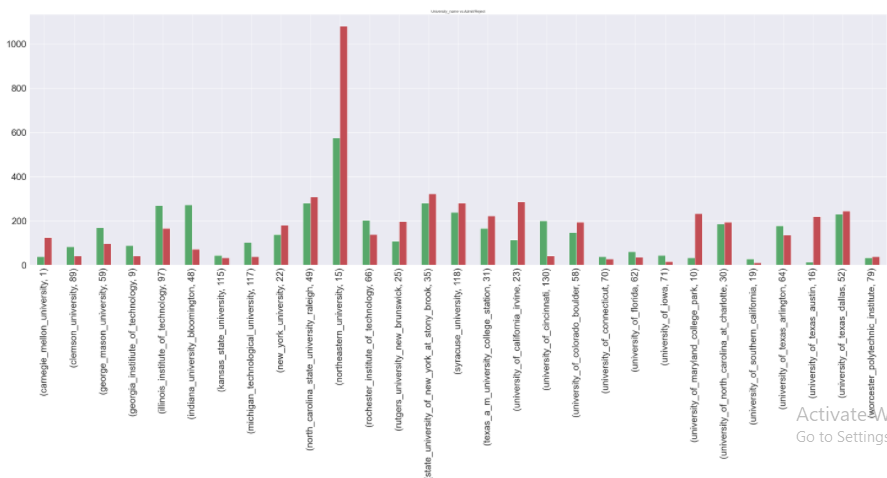 1000
800
600
400
200
0
(carnegie_mellon_university, 1)
(clemson_university, 89)
(george_mason_university, 59)
(georgia_institiute_of_technology, 9)
(illinois_institute_of_technology, 97)
(indiana_university_bloomington, 48)
(kansas_state_university, 115)
(michigan_technological_university, 117)
(new_york_university, 22)
(north_carolina_state_university_raleigh, 49)
(northeastern_university, 15)
(rochester_institute_of_technology, 66)
(rutgers_university_new_brunswick, 25)
state_university_of_new_york_at_stony_brook, 35)
(syracuse_university, 118)
(texas_a_m_university_college_station, 31)
(university_of_california_irvine, 23)
(university_of_cincinnati, 130)
(university_of_colorado_boulder, 58)
(university_of_connecticut, 70)
(university_of_florida, 62)
(university_of_iowa, 71)
(university_of_maryland_college_park, 10)
(university_of_north_carolina_at_charlotte, 30)
(university_of_southern_california, 19)
(university_of_texas_arlington, 64)
(university_of_texas_austin, 16)
(university_of_texas_dallas, 52)
(worcester_polytechnic_institute, 79)
Activate W
Go to Settings